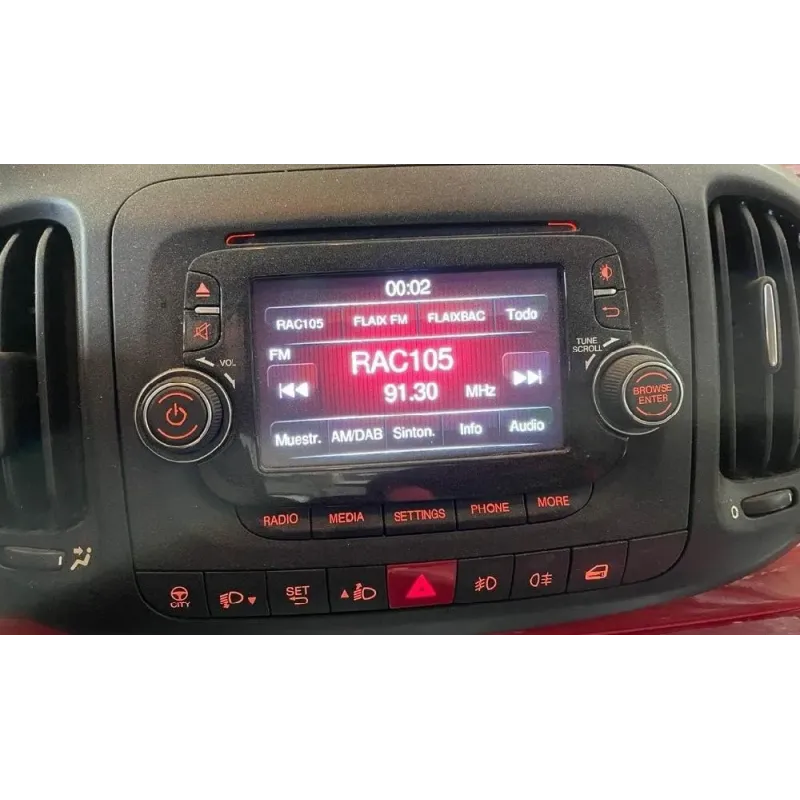 00:02
RAC105 FLAIX FM FLAIXBAC Todo
FM
RAC105
91.30 MHz
Muestr. AM/DAB Sinton. Info Audio
VOL
TUNE
SCROLL
BROWSE
ENTER
RADIO MEDIA SETTINGS PHONE MORE
CITY
SET
0